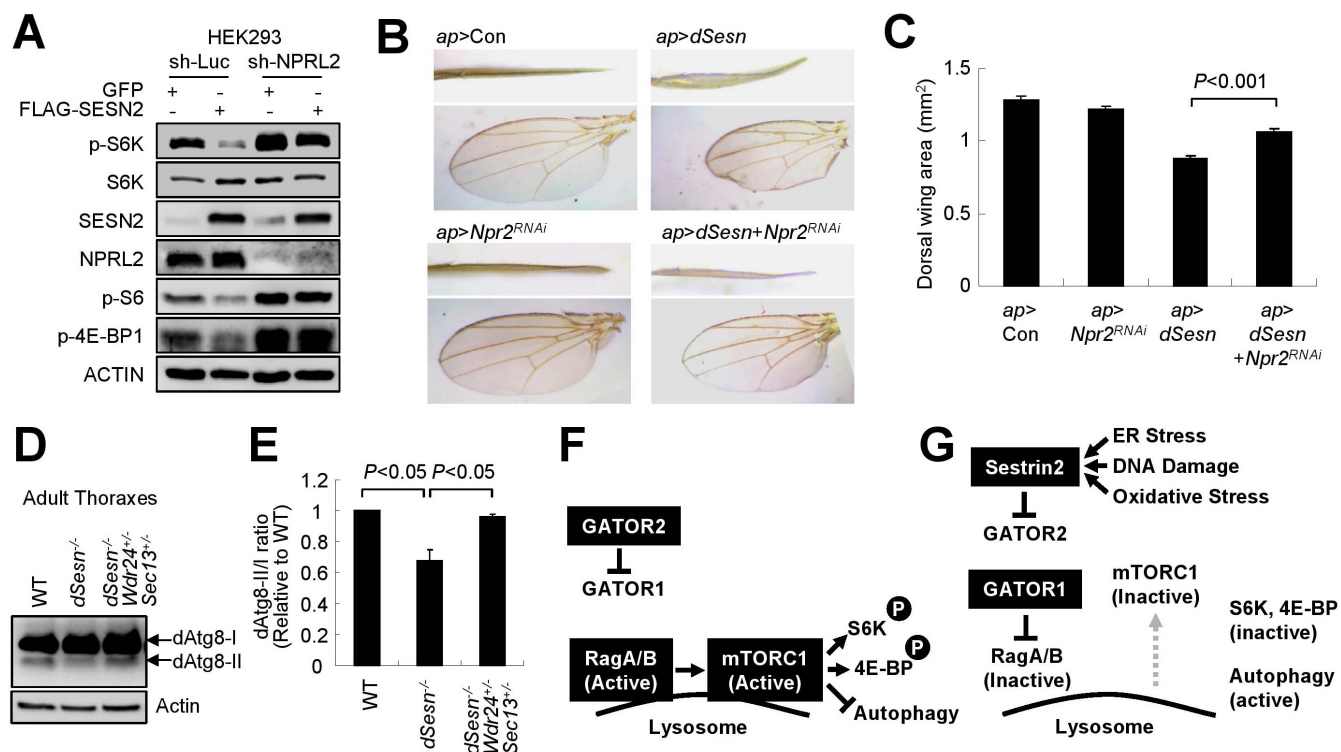 A
HEK293
sh-Luc sh-NPRL2
GFP + - + -
FLAG-SESN2 - + - +
p-S6K
S6K
SESN2
NPRL2
p-S6
p-4E-BP1
ACTIN
B
ap>Con
ap>dSesn
ap>Npr2RNAi
ap>dSesn+Npr2RNAi
C
Dorsal wing area (mm2)
1.5
1
0.5
0
P<0.001
ap> Con
ap> Npr2RNAi
ap> dSesn
ap> dSesn +Npr2RNAi
D
Adult Thoraxes
WT
dSesn-/-
dSesn-/- Wdr24+/- Sec13+/-
dAtg8-I
dAtg8-II
Actin
E
dAtg8-II/I ratio
(Relative to WT)
1.2
1
0.8
0.6
0.4
0.2
0
P<0.05 P<0.05
WT
dSesn-/-
dSesn-/- Wdr24+/- Sec13+/-
F
GATOR2
GATOR1
RagA/B
(Active)
mTORC1
(Active)
S6K P
4E-BP P
Autophagy
Lysosome
G
Sestrin2
ER Stress
DNA Damage
Oxidative Stress
GATOR2
GATOR1
mTORC1
(Inactive)
RagA/B
(Inactive)
S6K, 4E-BP
(inactive)
Autophagy
(active)
Lysosome